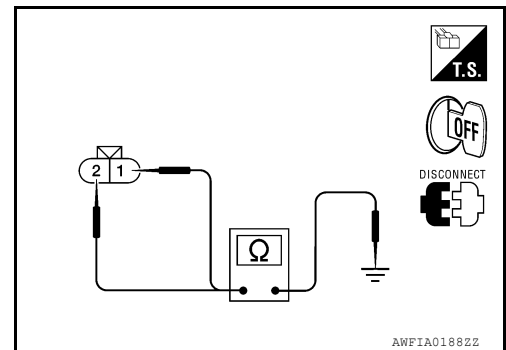 T.S.
OFF
DISCONNECT
2 1
Ω
AWFIA0188ZZ